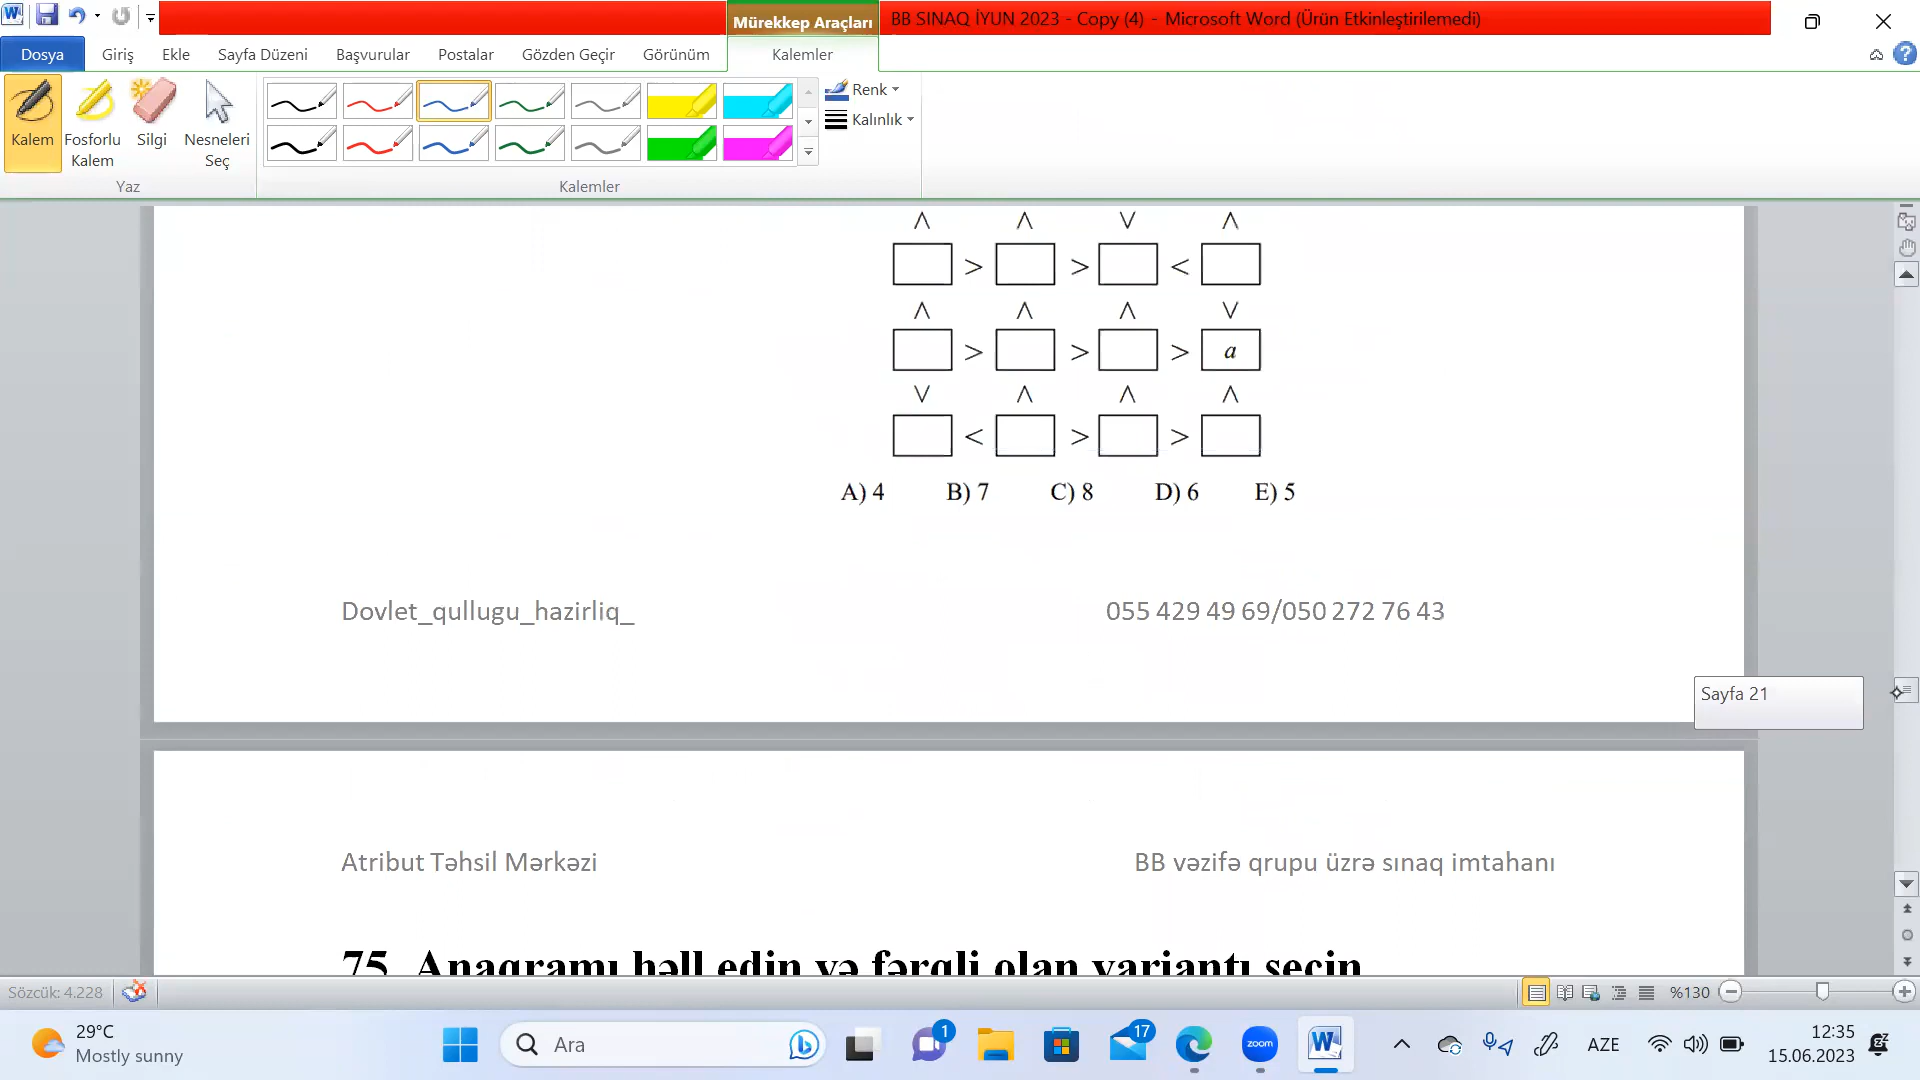 Mürekkep Araçları
BB SINAQ İYUN 2023 - Copy (4) - Microsoft Word (Ürün Etkinleştirilemedi)
Dosya Giriş Ekle Sayfa Düzeni Başvurular Postalar Gözden Geçir Görünüm Kalemler
Kalem Fosforlu Kalem Silgi Nesneleri Seç
Renk
Kalınlık
Yaz Kalemler
∧ ∧ ∨ ∧
> > <
∧ ∧ ∧ ∨
> > > a
∨ ∧ ∧ ∧
< > >
A) 4 B) 7 C) 8 D) 6 E) 5
Dovlet_qullugu_hazirliq_ 055 429 49 69/050 272 76 43
Sayfa 21
Atribut Təhsil Mərkəzi BB vəzifə qrupu üzrə sınaq imtahanı
75. Anaqramı həll edin və fərqli olan variantı seçin
Sözcük: 4.228 %130
29°C
Mostly sunny
Ara
1
17
zoom
AZE
12:35
15.06.2023